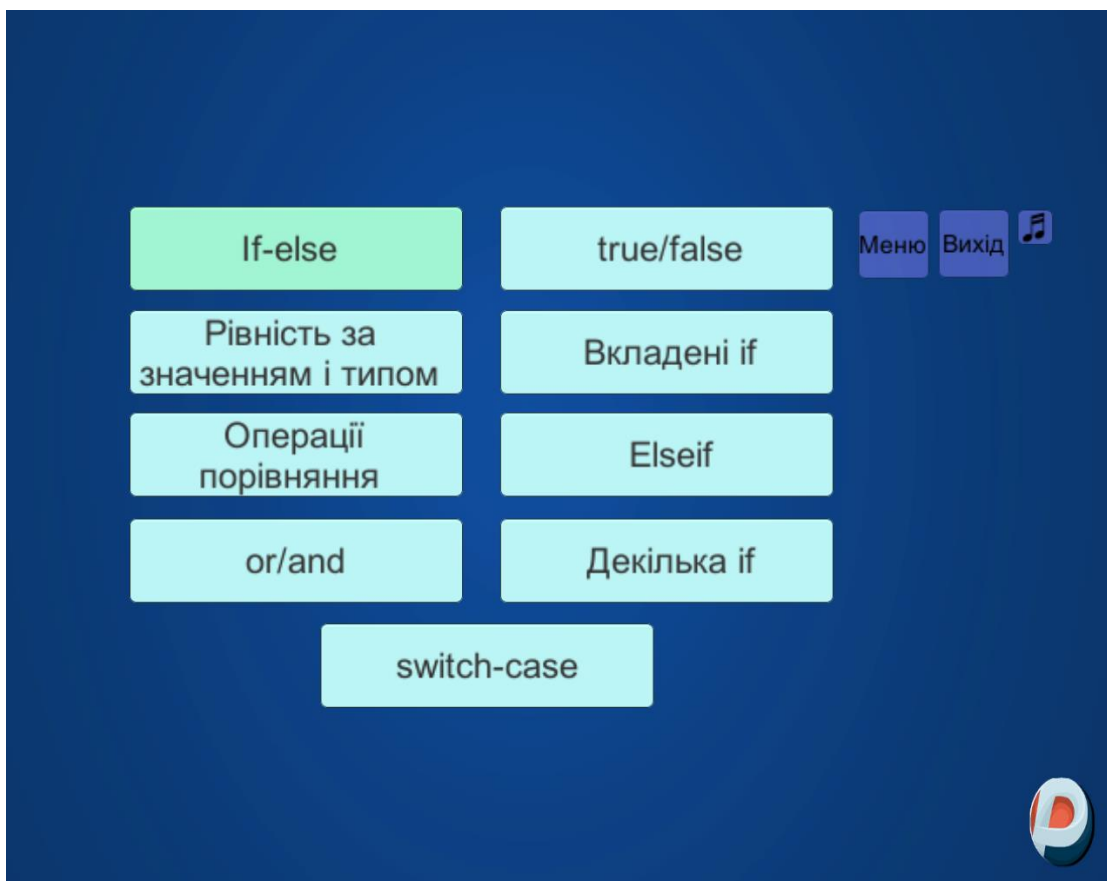 If-else
true/false
Меню
Вихід
Рівність за
значенням і типом
Вкладені if
Операції
порівняння
Elseif
or/and
Декілька if
switch-case